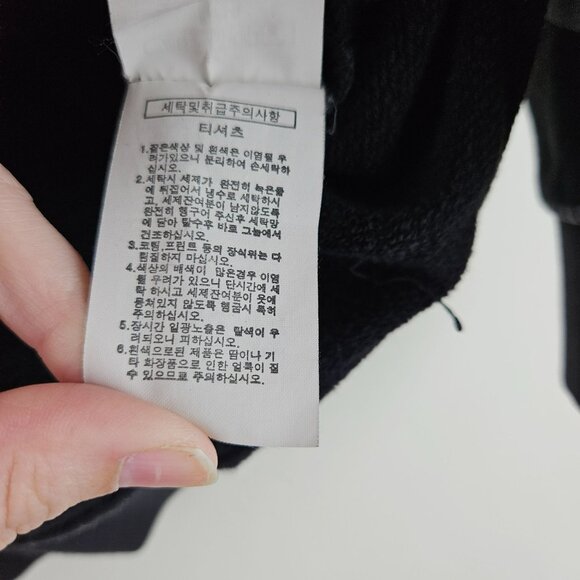 세탁및취급주의사항
티셔츠
1.짙은색상 및 흰색은 이염될 우
려가있으니 분리하여 손세탁하
십시오.
2.세탁시 세제가 완전히 녹은물
에 뒤집어서 냉수로 세탁하시
고, 세제잔여분이 남지않도록
완전히 헹구어 주신후 세탁망
에 담아 탈수후 바로 그늘에서
건조하십시오.
3. 프린트 등의 장식뒤는 다
림질하지 마십시오.
4.색상의 배색이 많은경우 이염
될 우려가 있으니 단시간에 세
탁 하시고 세제잔여분이 옷에
뭉쳐있지 않도록 헹굼시 특히
주의하십시오.
5.장시간 일광노출은 탈색이 우
려되오니 피하십시오.
6.흰색으로된 제품은 땀이나 기
타 화장품으로 인한 얼룩이 질
수 있으므로 주의하십시오.